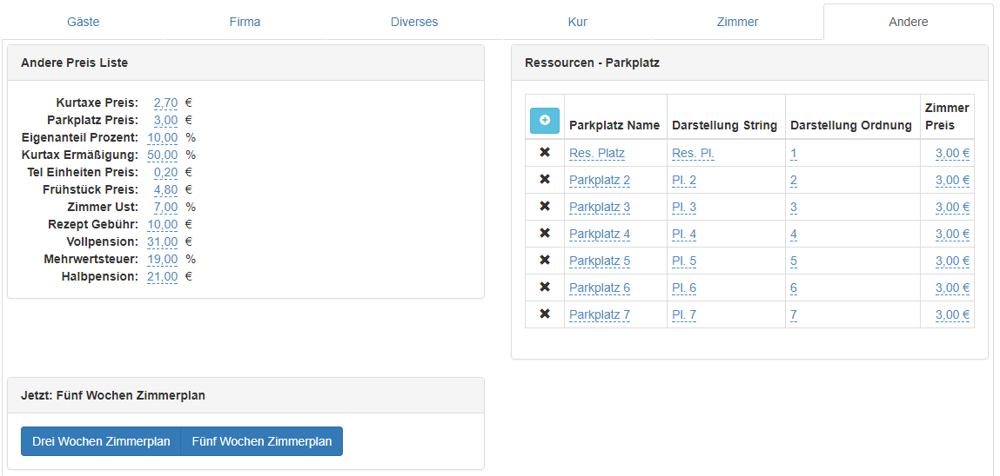 Gäste Firma Diverses Kur Zimmer Andere
Andere Preis Liste
Kurtaxe Preis: 2,70 €
Parkplatz Preis: 3,00 €
Eigenanteil Prozent: 10,00 %
Kurtax Ermäßigung: 50,00 %
Tel Einheiten Preis: 0,20 €
Frühstück Preis: 4,80 €
Zimmer Ust: 7,00 %
Rezept Gebühr: 10,00 €
Vollpension: 31,00 €
Mehrwertsteuer: 19,00 %
Halbpension: 21,00 €
Ressourcen - Parkplatz
Parkplatz Name Darstellung String Darstellung Ordnung Zimmer Preis
Res. Platz Res. Pl. 1 3,00 €
Parkplatz 2 Pl. 2 2 3,00 €
Parkplatz 3 Pl. 3 3 3,00 €
Parkplatz 4 Pl. 4 4 3,00 €
Parkplatz 5 Pl. 5 5 3,00 €
Parkplatz 6 Pl. 6 6 3,00 €
Parkplatz 7 Pl. 7 7 3,00 €
Jetzt: Fünf Wochen Zimmerplan
Drei Wochen Zimmerplan Fünf Wochen Zimmerplan